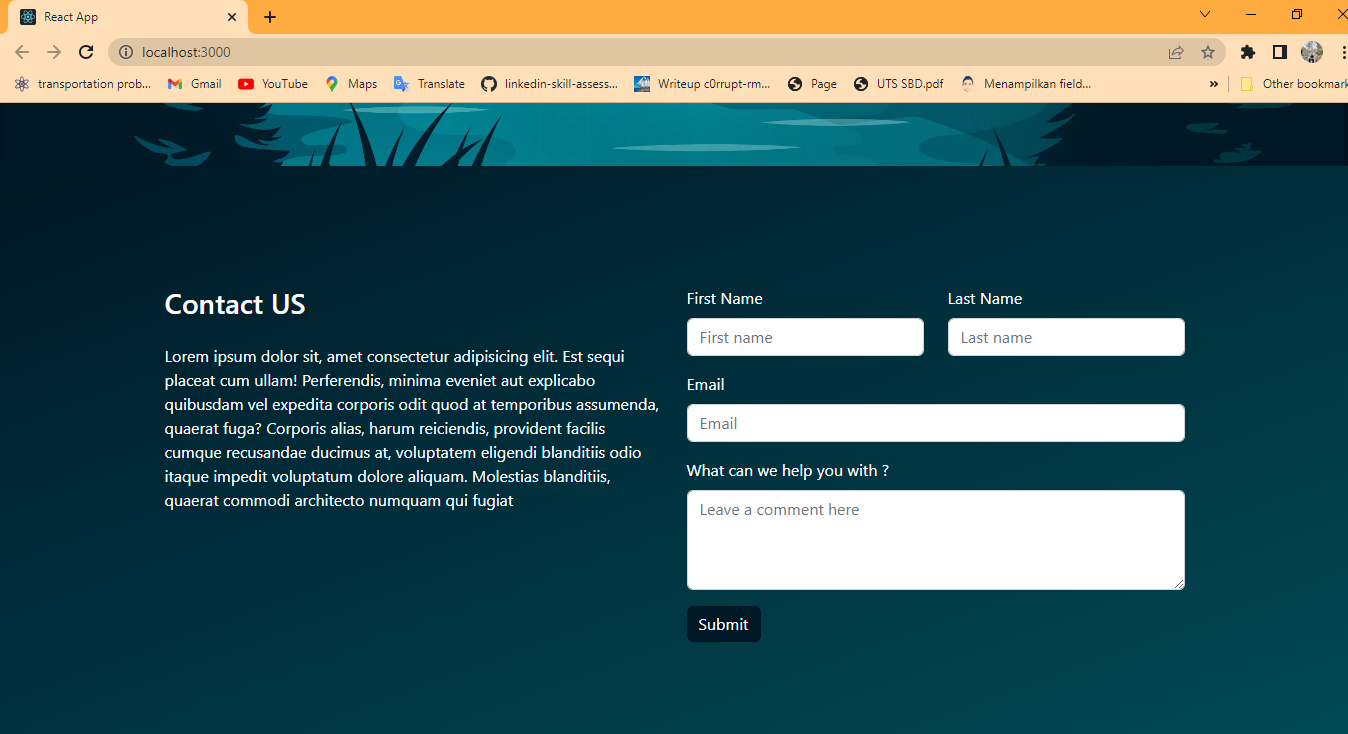 React App
localhost:3000
transportation prob...
Gmail
YouTube
Maps
Translate
linkedin-skill-assess...
Writeup c0rrupt-rm...
Page
UTS SBD.pdf
Menampilkan field...
»
Other bookmark
Contact US
Lorem ipsum dolor sit, amet consectetur adipisicing elit. Est sequi
placeat cum ullam! Perferendis, minima eveniet aut explicabo
quibusdam vel expedita corporis odit quod at temporibus assumenda,
quaerat fuga? Corporis alias, harum reiciendis, provident facilis
cumque recusandae ducimus at, voluptatem eligendi blanditiis odio
itaque impedit voluptatum dolore aliquam. Molestias blanditiis,
quaerat commodi architecto numquam qui fugiat
First Name
Last Name
First name
Last name
Email
Email
What can we help you with ?
Leave a comment here
Submit